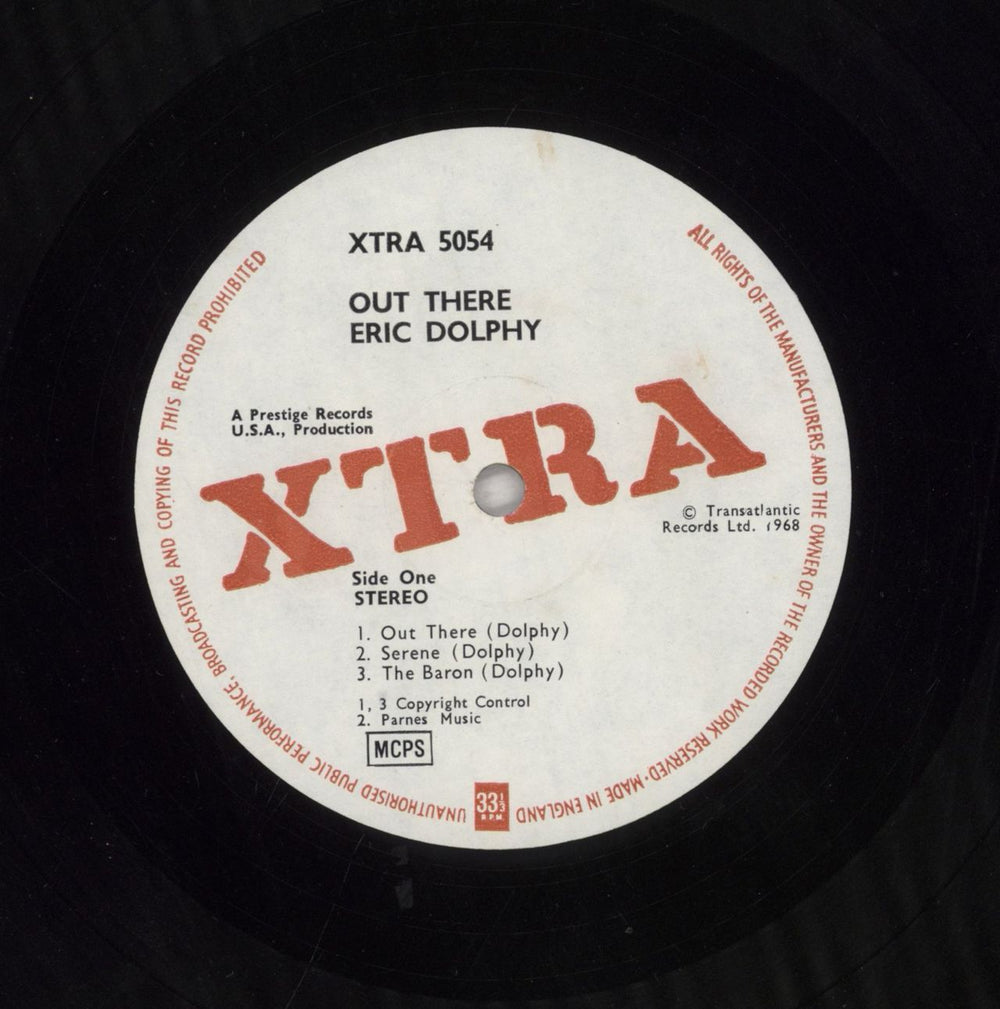 XTRA 5054
OUT THERE
ERIC DOLPHY
A Prestige Records
U.S.A., Production
XTRA
© Transatlantic
Records Ltd. 1968
Side One
STEREO
1. Out There (Dolphy)
2. Serene (Dolphy)
3. The Baron (Dolphy)
1, 3 Copyright Control
2. Parnes Music
MCPS
ALL RIGHTS OF THE MANUFACTURERS AND THE OWNER OF THE RECORDED WORK RESERVED · MADE IN ENGLAND
33⅓
R.P.M.
UNAUTHORISED PUBLIC PERFORMANCE, BROADCASTING AND COPYING OF THIS RECORD PROHIBITED